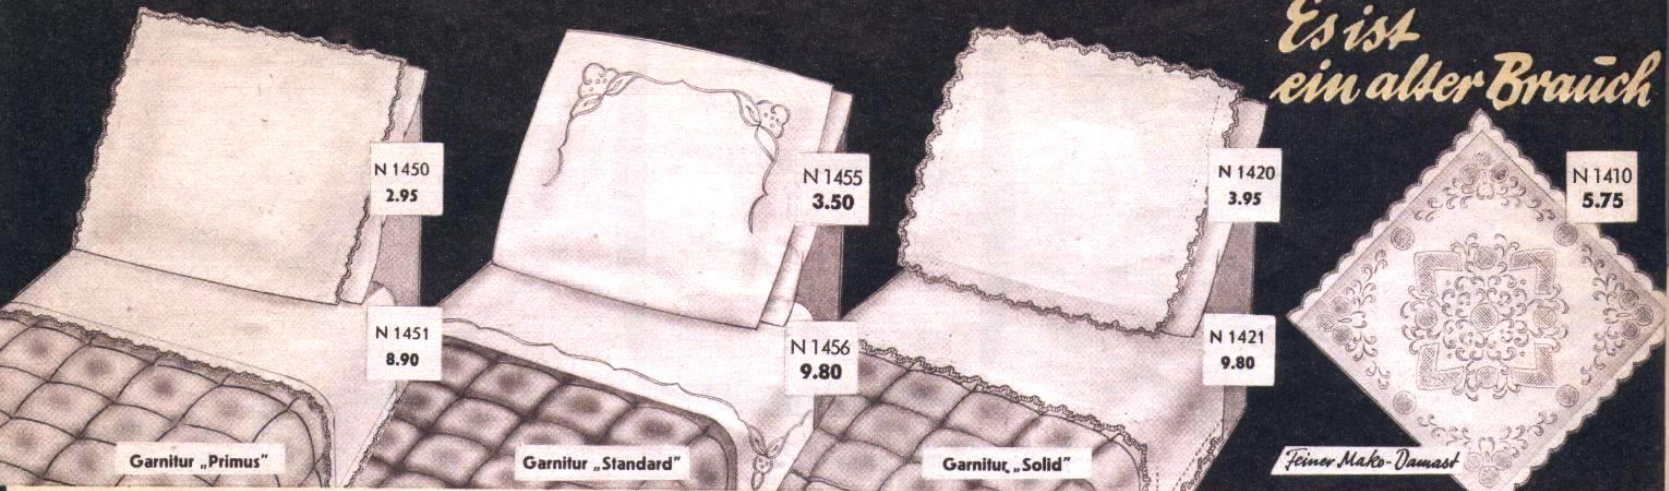 Es ist
ein alter Brauch
N 1450
2.95
N 1455
3.50
N 1420
3.95
N 1410
5.75
N 1451
8.90
N 1456
9.80
N 1421
9.80
Garnitur „Primus"
Garnitur „Standard"
Garnitur „Solid"
Feiner Mako-Damast